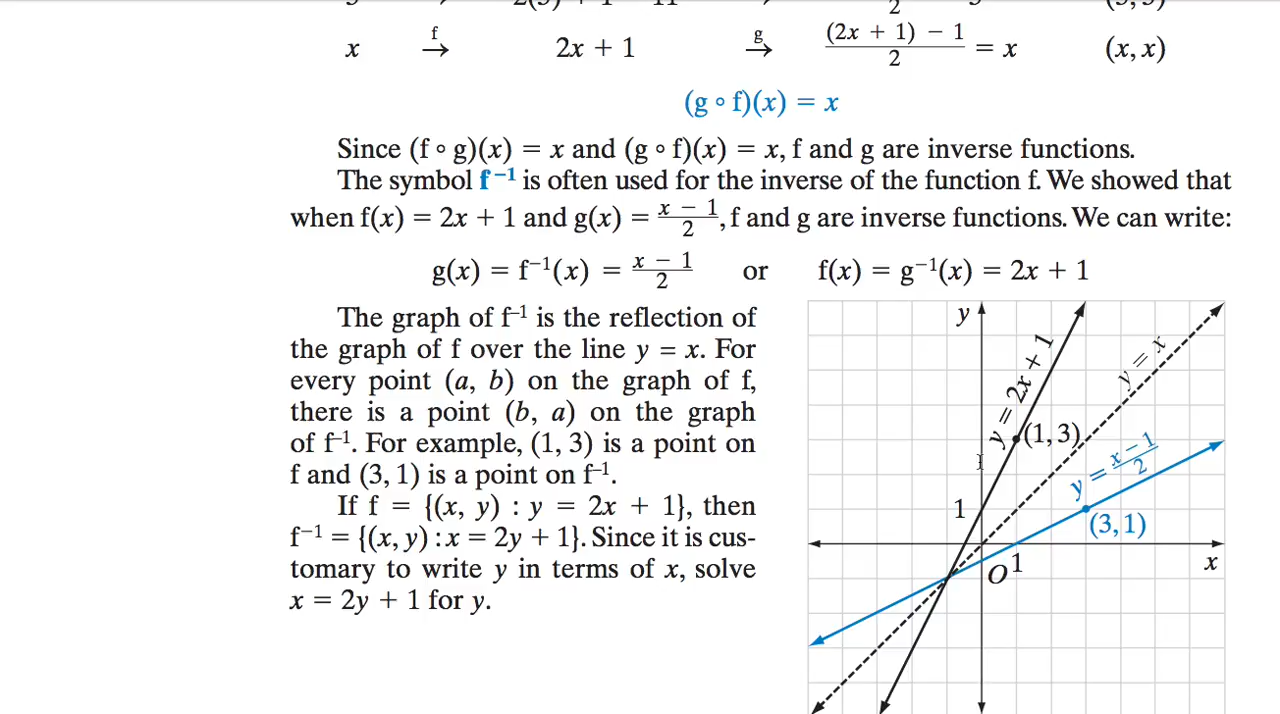 x →f 2x + 1 →g ((2x + 1) − 1)/2 = x (x, x)
(g ∘ f)(x) = x
Since (f ∘ g)(x) = x and (g ∘ f)(x) = x, f and g are inverse functions.
The symbol f⁻¹ is often used for the inverse of the function f. We showed that
when f(x) = 2x + 1 and g(x) = (x − 1)/2, f and g are inverse functions. We can write:
g(x) = f⁻¹(x) = (x − 1)/2 or f(x) = g⁻¹(x) = 2x + 1
The graph of f⁻¹ is the reflection of
the graph of f over the line y = x. For
every point (a, b) on the graph of f,
there is a point (b, a) on the graph
of f⁻¹. For example, (1, 3) is a point on
f and (3, 1) is a point on f⁻¹.
If f = {(x, y) : y = 2x + 1}, then
f⁻¹ = {(x, y) : x = 2y + 1}. Since it is cus-
tomary to write y in terms of x, solve
x = 2y + 1 for y.
y
y = 2x + 1
y = x
(1, 3)
y = (x − 1)/2
1
(3, 1)
O
1
x